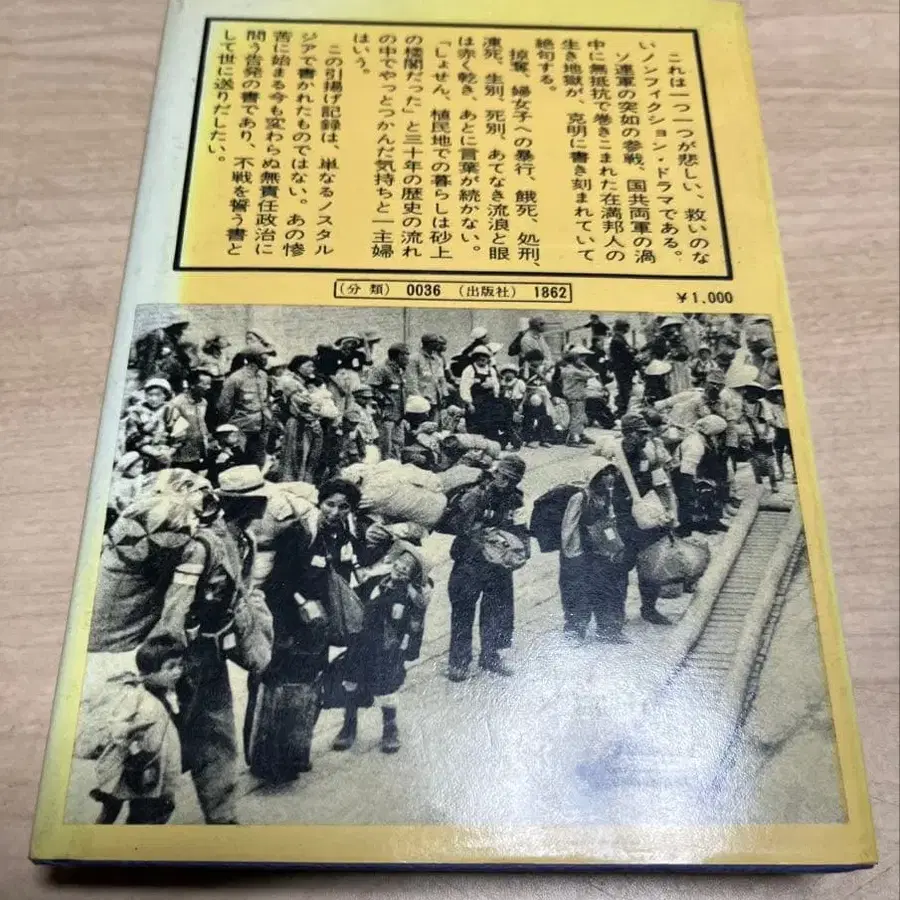 これは一つ一つが悲しい、救いのな
いノンフィクション・ドラマである。
ソ連軍の突如の参戦、国共両軍の渦
中に無抵抗で巻きこまれた在満邦人の
生き地獄が、克明に書き刻まれていて
絶句する。
掠奪、婦女子への暴行、餓死、処刑、
凍死、生別、死別、あてなき流浪と眼
は赤く乾き、あとに言葉が続かない。
「しょせん、植民地での暮らしは砂上
の楼閣だった」と三十年の歴史の流れ
の中でやっとつかんだ気持ちと一主婦
はいう。
この引揚げ記録は、単なるノスタル
ジアで書かれたものではない。あの惨
苦に始まる今も変わらぬ無責任政治に
問う告発の書であり、不戦を誓う書と
して世に送りだしたい。
(分類) 0036 (出版社) 1862
¥1,000